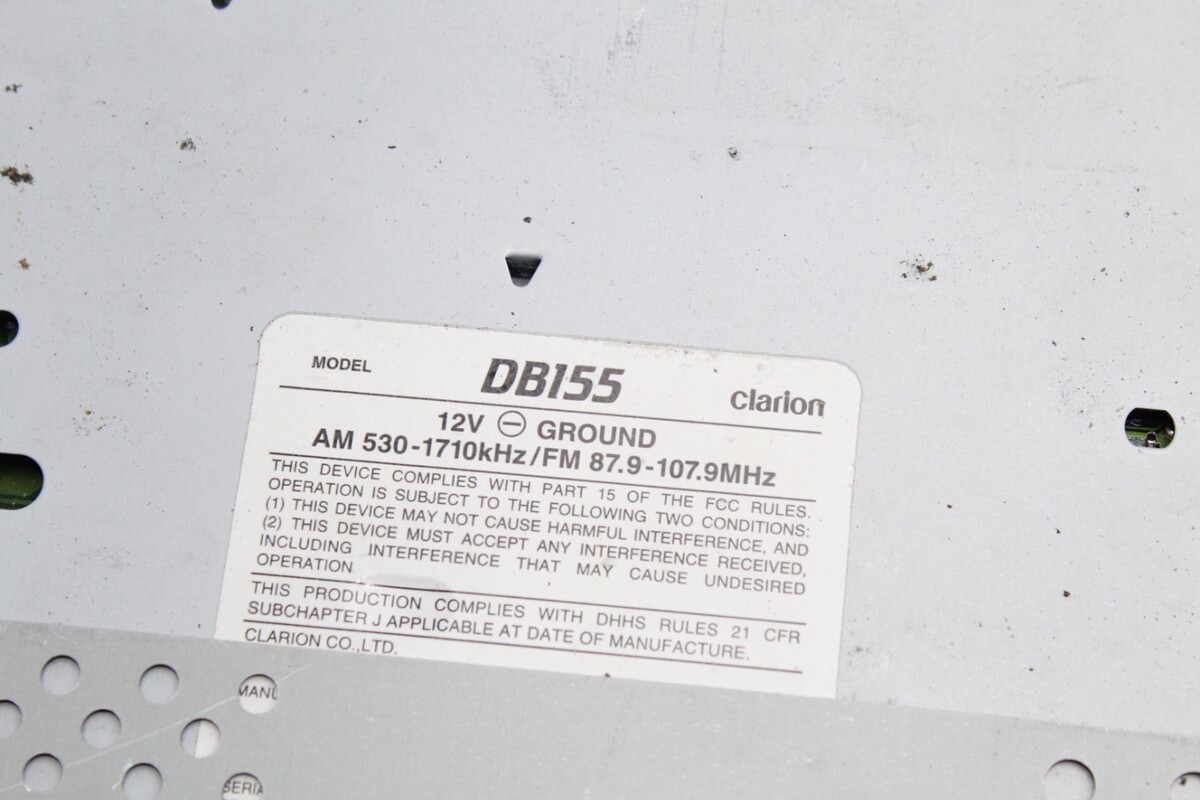 MODEL DB155 clarion
12V ⊖ GROUND
AM 530-1710kHz/FM 87.9-107.9MHz
THIS DEVICE COMPLIES WITH PART 15 OF THE FCC RULES.
OPERATION IS SUBJECT TO THE FOLLOWING TWO CONDITIONS:
(1) THIS DEVICE MAY NOT CAUSE HARMFUL INTERFERENCE, AND
(2) THIS DEVICE MUST ACCEPT ANY INTERFERENCE RECEIVED,
INCLUDING INTERFERENCE THAT MAY CAUSE UNDESIRED
OPERATION
THIS PRODUCTION COMPLIES WITH DHHS RULES 21 CFR
SUBCHAPTER J APPLICABLE AT DATE OF MANUFACTURE.
CLARION CO.,LTD.
MANU
SERIA